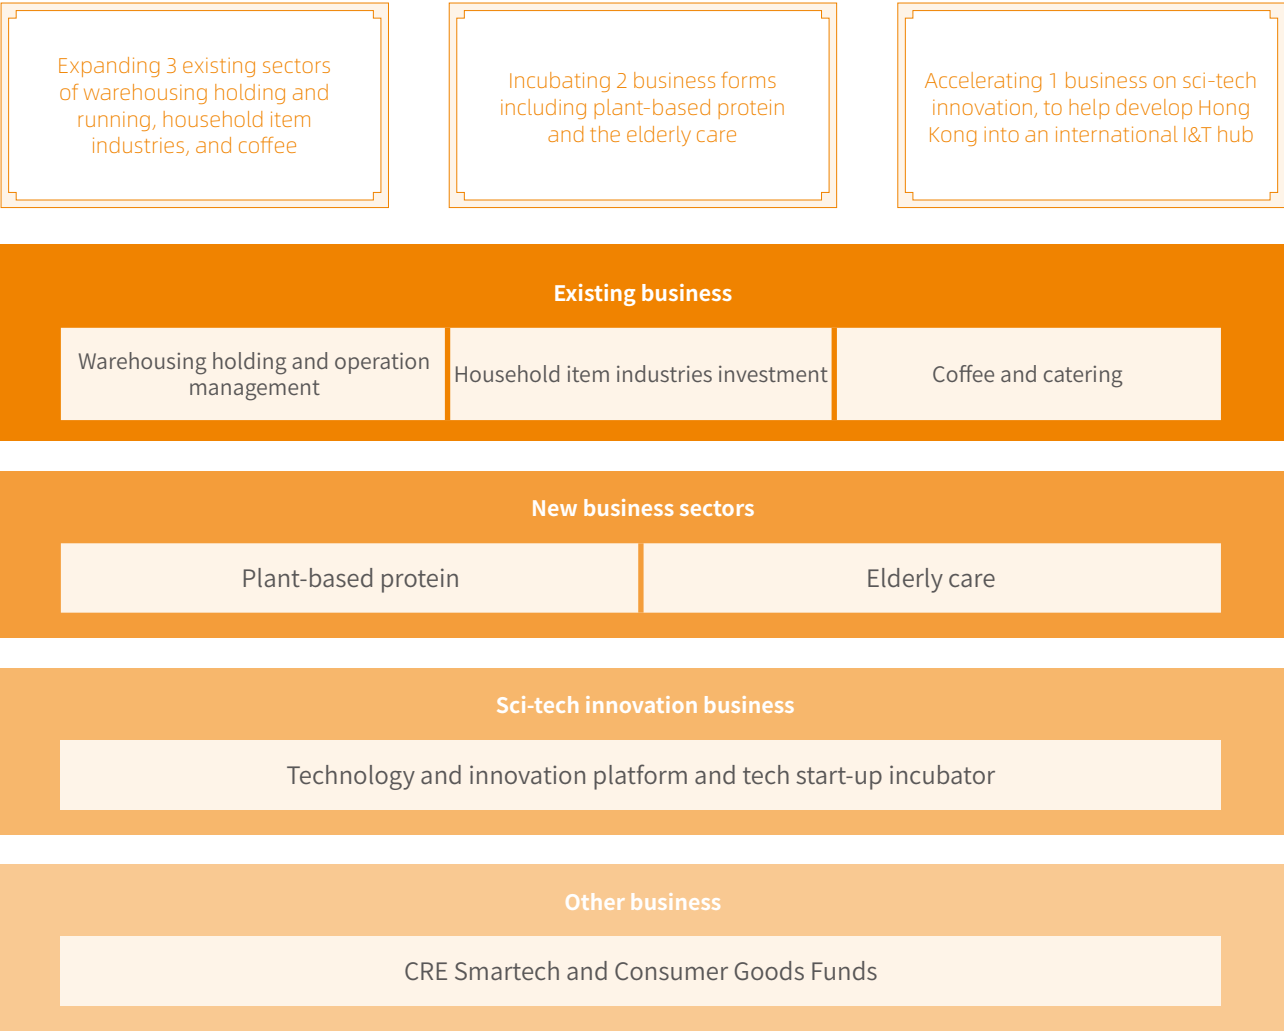 Expanding 3 existing sectors
of warehousing holding and
running, household item
industries, and coffee
Incubating 2 business forms
including plant-based protein
and the elderly care
Accelerating 1 business on sci-tech
innovation, to help develop Hong
Kong into an international I&T hub
Existing business
Warehousing holding and operation
management
Household item industries investment
Coffee and catering
New business sectors
Plant-based protein
Elderly care
Sci-tech innovation business
Technology and innovation platform and tech start-up incubator
Other business
CRE Smartech and Consumer Goods Funds